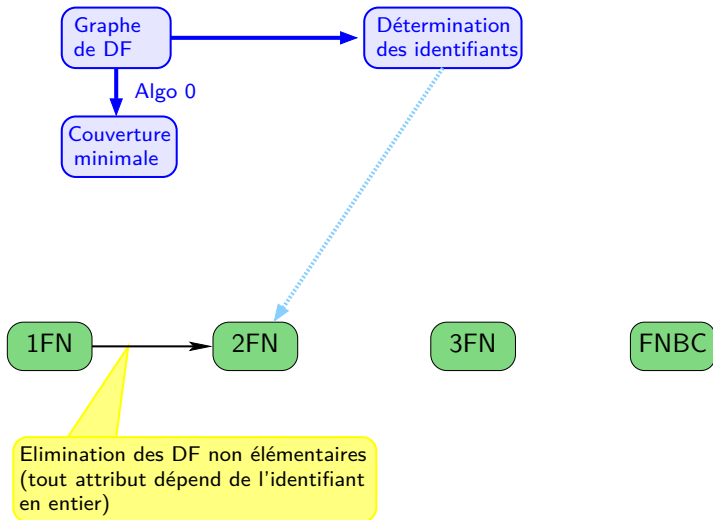 Graphe
de DF
Détermination
des identifiants
Algo 0
Couverture
minimale
1FN
2FN
3FN
FNBC
Elimination des DF non élémentaires
(tout attribut dépend de l'identifiant
en entier)